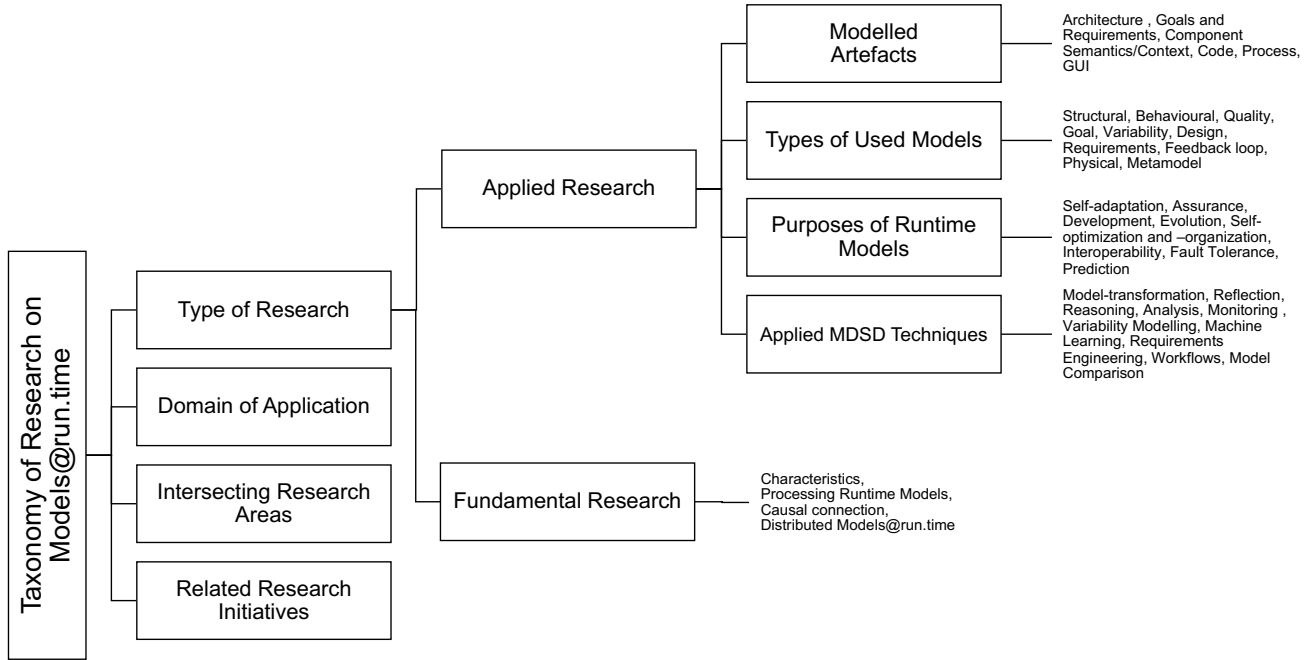 Taxonomy of Research on
Models@run.time
Type of Research
Domain of Application
Intersecting Research
Areas
Related Research
Initiatives
Applied Research
Fundamental Research
Modelled
Artefacts
Types of Used Models
Purposes of Runtime
Models
Applied MDSD Techniques
Architecture , Goals and
Requirements, Component
Semantics/Context, Code, Process,
GUI
Structural, Behavioural, Quality,
Goal, Variability, Design,
Requirements, Feedback loop,
Physical, Metamodel
Self-adaptation, Assurance,
Development, Evolution, Self-
optimization and –organization,
Interoperability, Fault Tolerance,
Prediction
Model-transformation, Reflection,
Reasoning, Analysis, Monitoring ,
Variability Modelling, Machine
Learning, Requirements
Engineering, Workflows, Model
Comparison
Characteristics,
Processing Runtime Models,
Causal connection,
Distributed Models@run.time